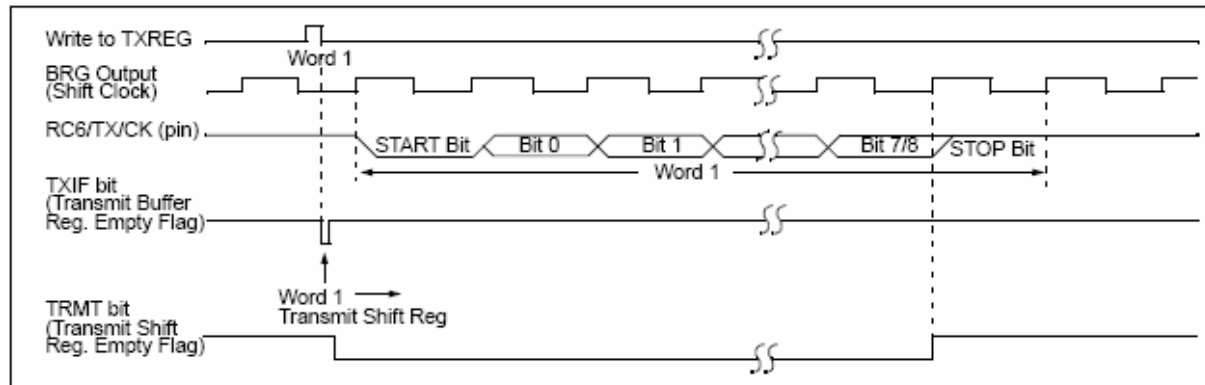 Write to TXREG
Word 1
BRG Output
(Shift Clock)
RC6/TX/CK (pin)
START Bit
Bit 0
Bit 1
Bit 7/8
STOP Bit
Word 1
TXIF bit
(Transmit Buffer
Reg. Empty Flag)
Word 1
Transmit Shift Reg
TRMT bit
(Transmit Shift
Reg. Empty Flag)